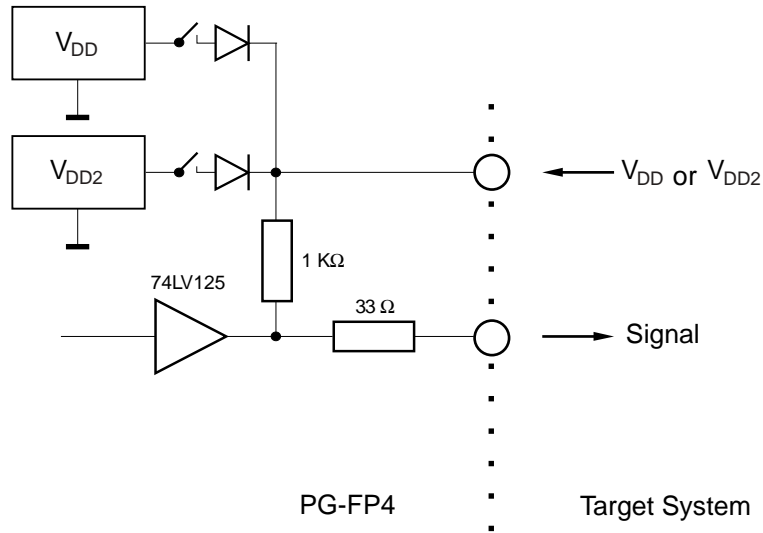 VDD
VDD2
VDD or VDD2
1 KΩ
74LV125
33 Ω
Signal
PG-FP4
Target System